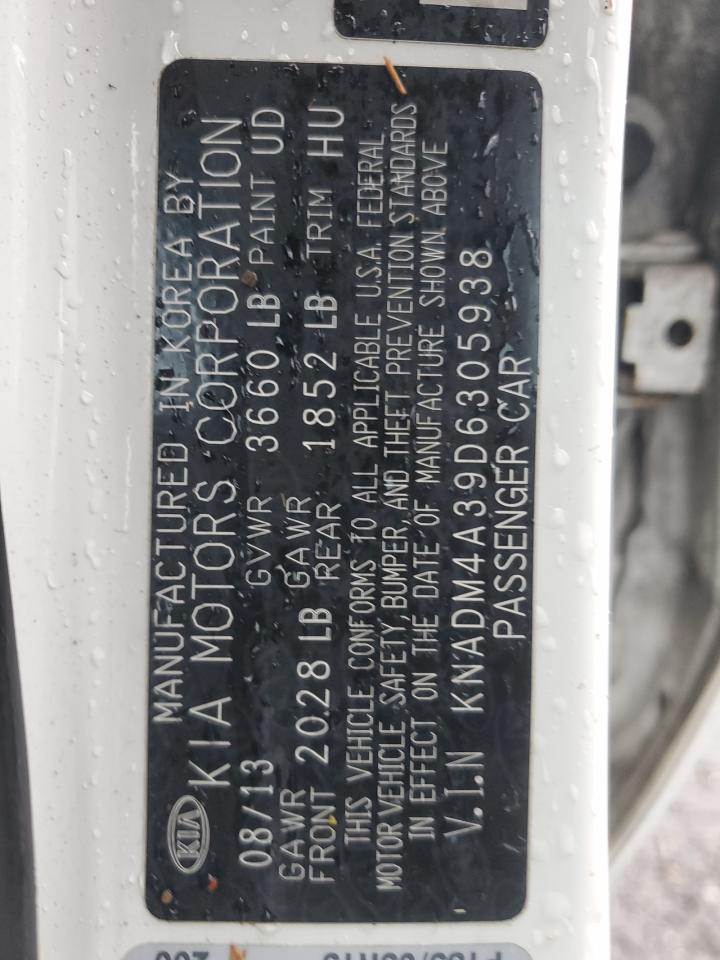 KIA
MANUFACTURED IN KOREA BY
KIA MOTORS CORPORATION
08/13 GVWR 3660 LB PAINT UD
GAWR FRONT 2028 LB GAWR REAR 1852 LB TRIM HU
THIS VEHICLE CONFORMS TO ALL APPLICABLE U.S.A. FEDERAL
MOTOR VEHICLE, SAFETY, BUMPER, AND THEFT PREVENTION STANDARDS
IN EFFECT ON THE DATE OF MANUFACTURE SHOWN ABOVE
V.I.N KNADM4A39D6305938
PASSENGER CAR